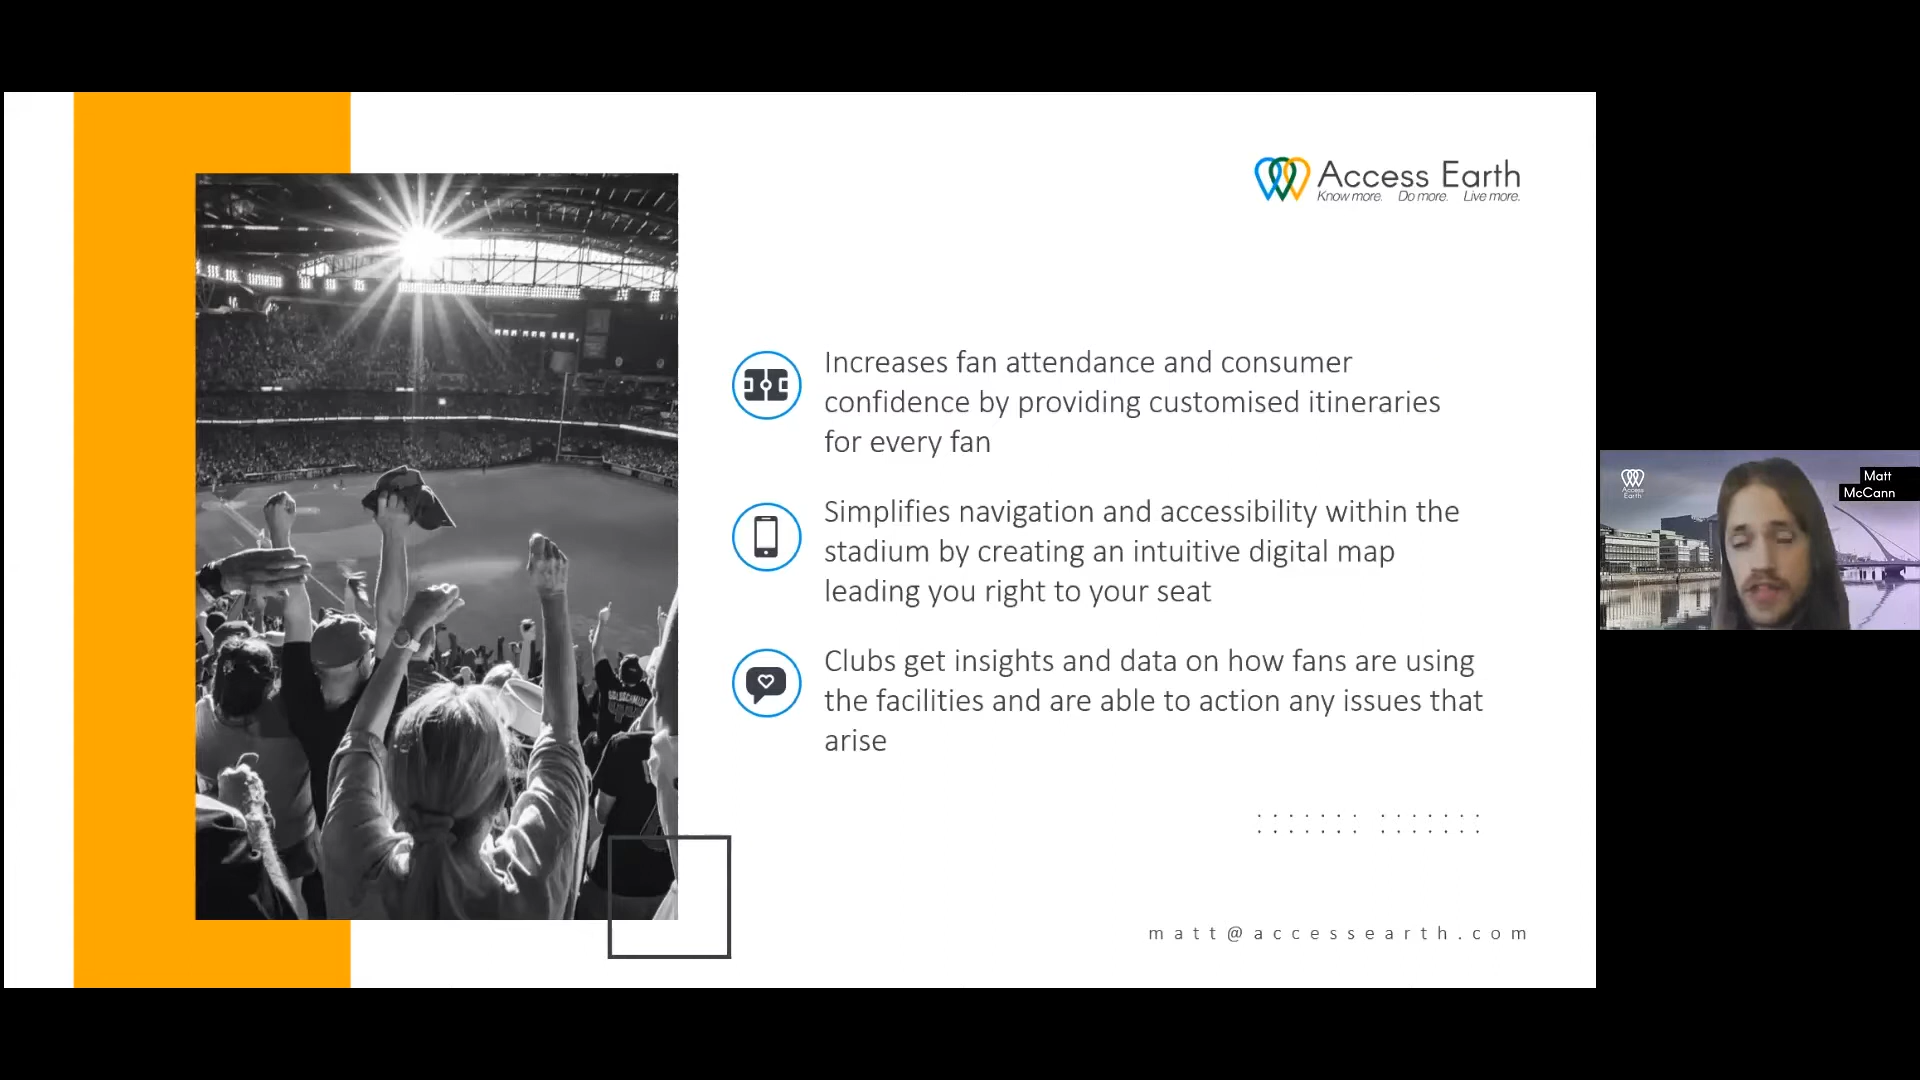 Access Earth
Know more. Do more. Live more.
Increases fan attendance and consumer
confidence by providing customised itineraries
for every fan
Simplifies navigation and accessibility within the
stadium by creating an intuitive digital map
leading you right to your seat
Clubs get insights and data on how fans are using
the facilities and are able to action any issues that
arise
matt@accessearth.com
Access
Earth
Matt
McCann
GOLDSCHMIDT